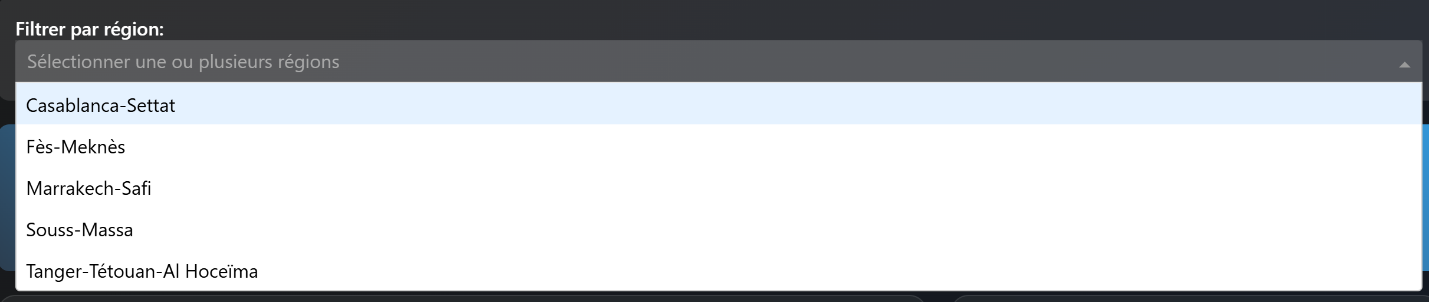 Filtrer par région:
Sélectionner une ou plusieurs régions
Casablanca-Settat
Fès-Meknès
Marrakech-Safi
Souss-Massa
Tanger-Tétouan-Al Hoceïma